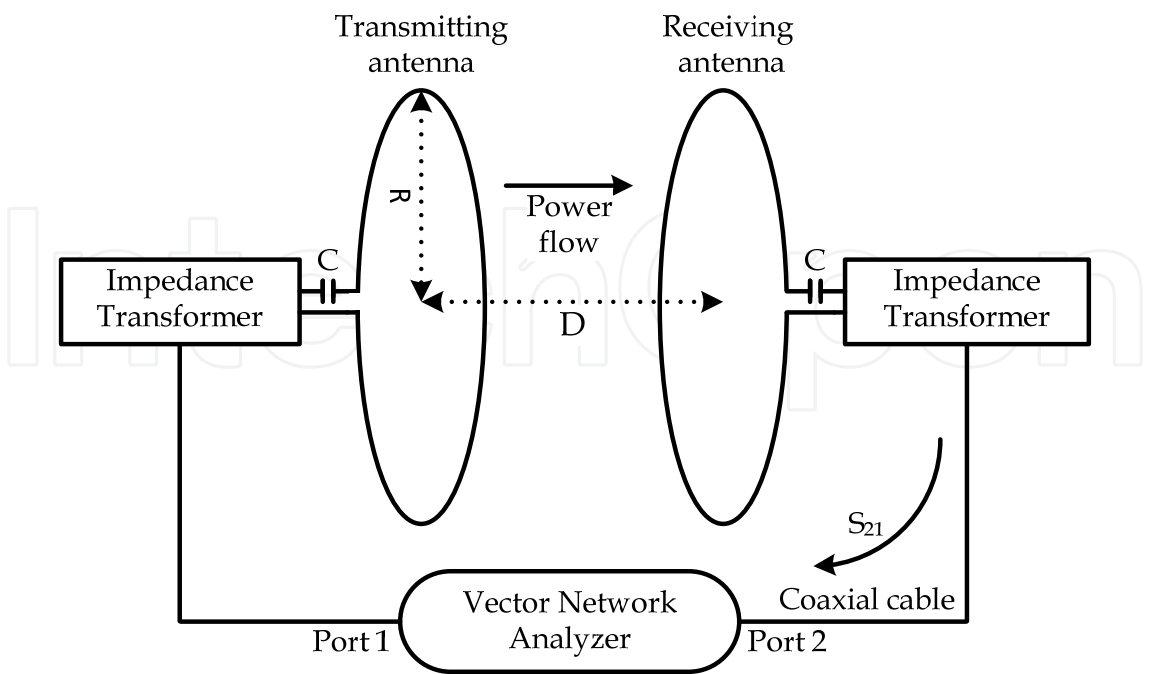 Transmitting
antenna
Receiving
antenna
R
Power
flow
C
C
D
Impedance
Transformer
Impedance
Transformer
S21
Coaxial cable
Vector Network
Analyzer
Port 1
Port 2
IntechOpen